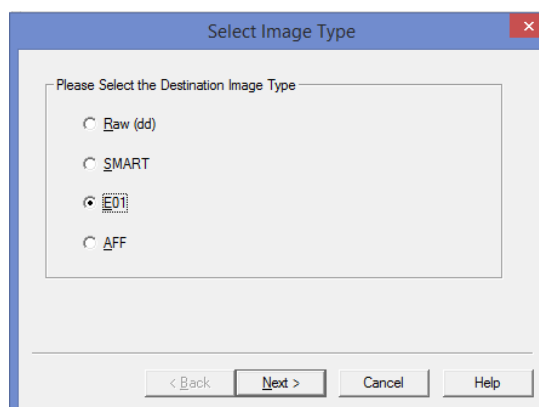 Select Image Type
Please Select the Destination Image Type
Raw (dd)
SMART
E01
AFF
< Back Next > Cancel Help